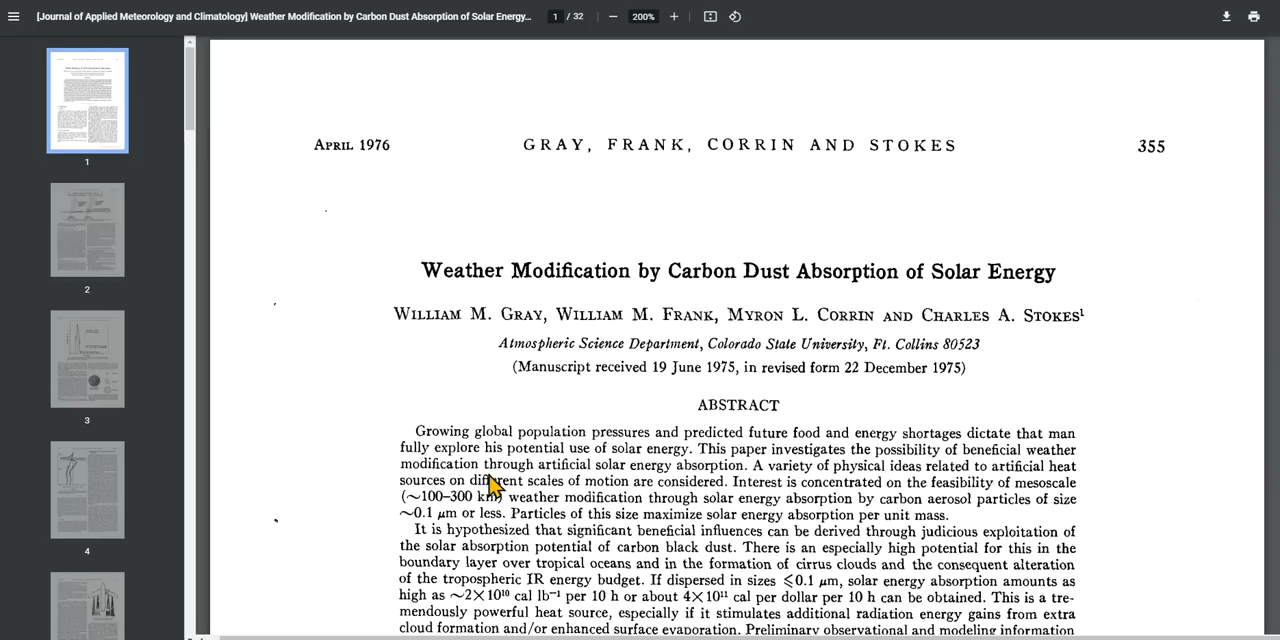 [Journal of Applied Meteorology and Climatology] Weather Modification by Carbon Dust Absorption of Solar Energy...
1 / 32
200%
1
2
3
4
APRIL 1976
GRAY, FRANK, CORRIN AND STOKES
355
Weather Modification by Carbon Dust Absorption of Solar Energy
WILLIAM M. GRAY, WILLIAM M. FRANK, MYRON L. CORRIN AND CHARLES A. STOKES¹
Atmospheric Science Department, Colorado State University, Ft. Collins 80523
(Manuscript received 19 June 1975, in revised form 22 December 1975)
ABSTRACT
Growing global population pressures and predicted future food and energy shortages dictate that man
fully explore his potential use of solar energy. This paper investigates the possibility of beneficial weather
modification through artificial solar energy absorption. A variety of physical ideas related to artificial heat
sources on different scales of motion are considered. Interest is concentrated on the feasibility of mesoscale
(~100–300 km) weather modification through solar energy absorption by carbon aerosol particles of size
~0.1 μm or less. Particles of this size maximize solar energy absorption per unit mass.
It is hypothesized that significant beneficial influences can be derived through judicious exploitation of
the solar absorption potential of carbon black dust. There is an especially high potential for this in the
boundary layer over tropical oceans and in the formation of cirrus clouds and the consequent alteration
of the tropospheric IR energy budget. If dispersed in sizes ≤0.1 μm, solar energy absorption amounts as
high as ~2×10¹⁰ cal lb⁻¹ per 10 h or about 4×10¹¹ cal per dollar per 10 h can be obtained. This is a tre-
mendously powerful heat source, especially if it stimulates additional radiation energy gains from extra
cloud formation and/or enhanced surface evaporation. Preliminary observational and modeling information